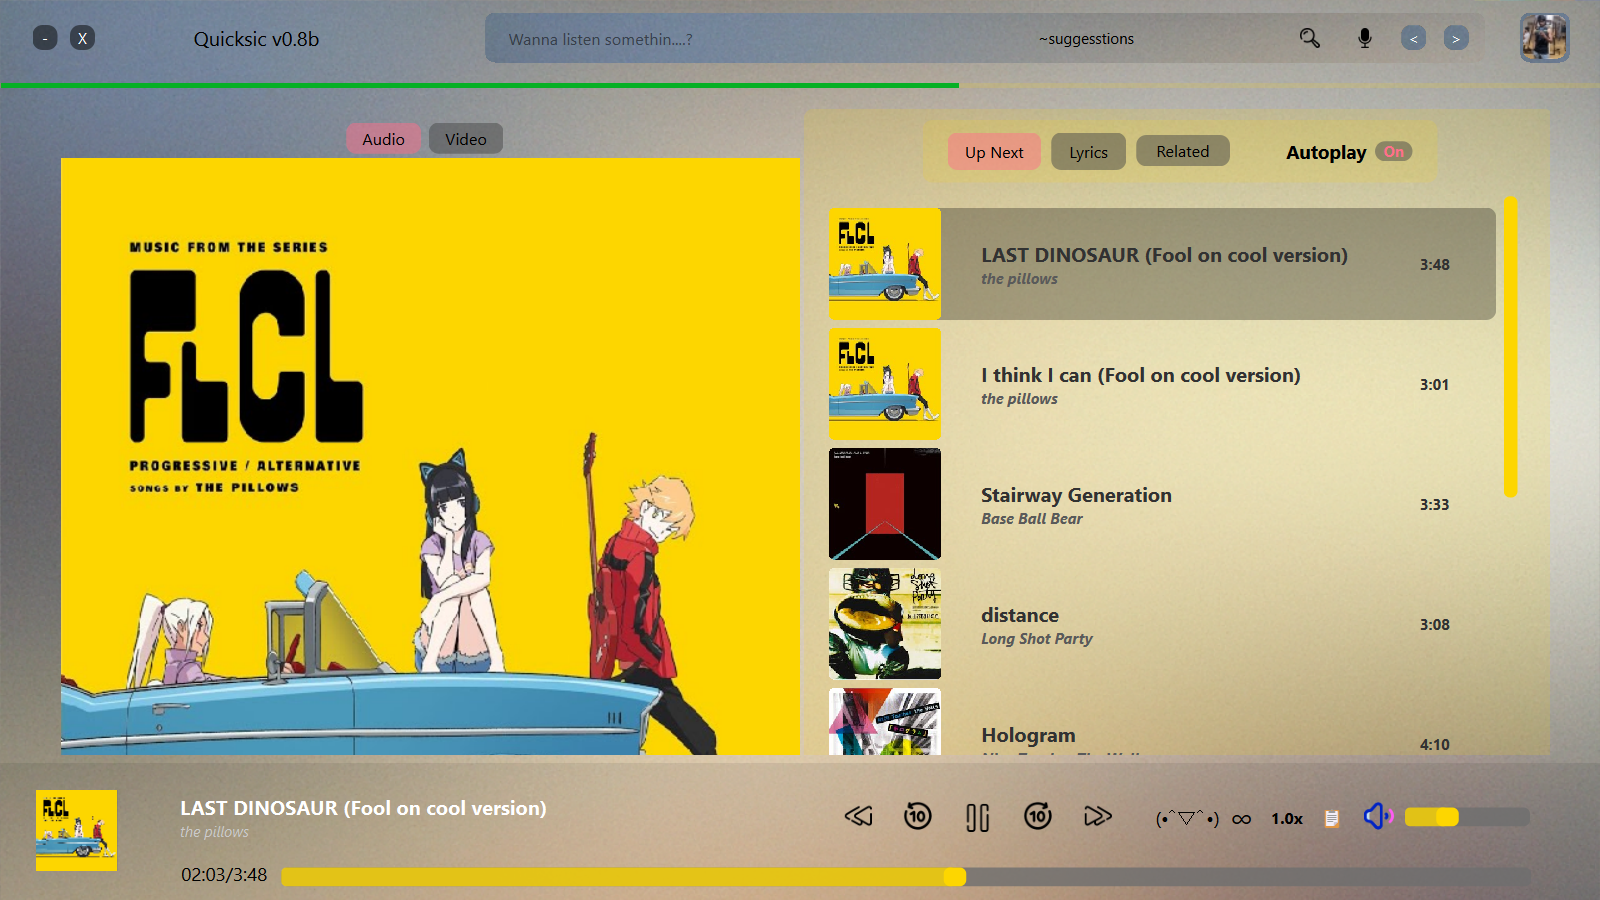 -
X
Quicksic v0.8b
Wanna listen somethin....?
~suggesstions
<
>
Audio
Video
Up Next
Lyrics
Related
Autoplay
On
MUSIC FROM THE SERIES
FLCL
PROGRESSIVE / ALTERNATIVE
SONGS BY THE PILLOWS
LAST DINOSAUR (Fool on cool version)
the pillows
3:48
I think I can (Fool on cool version)
the pillows
3:01
Stairway Generation
Base Ball Bear
3:33
distance
Long Shot Party
3:08
Hologram
4:10
LAST DINOSAUR (Fool on cool version)
the pillows
10
10
(•ˆ▽ˆ•)
∞
1.0x
02:03/3:48